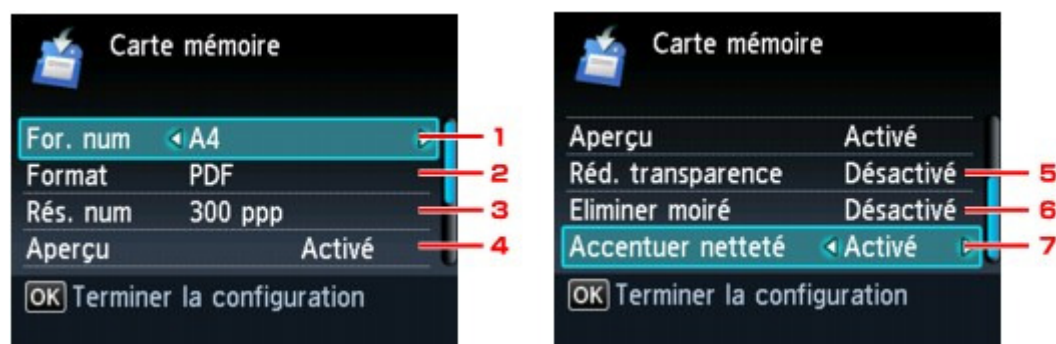 Carte mémoire
For. num A4 1
Format PDF 2
Rés. num 300 ppp 3
Aperçu Activé 4
OK Terminer la configuration
Carte mémoire
Aperçu Activé
Réd. transparence Désactivé 5
Eliminer moiré Désactivé 6
Accentuer netteté Activé 7
OK Terminer la configuration